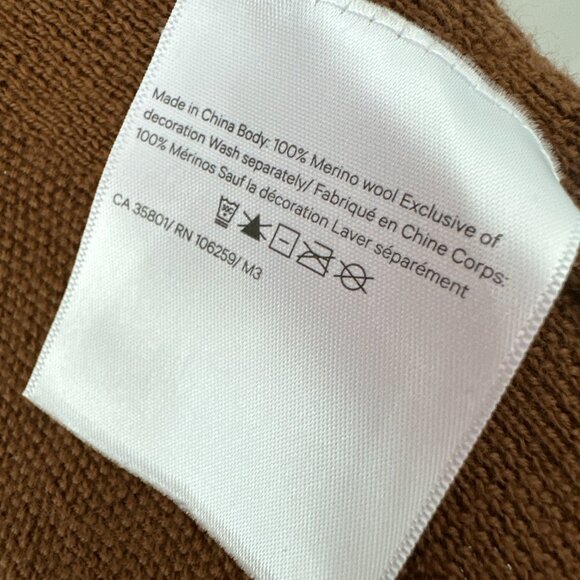 Made in China Body: 100% Merino wool Exclusive of
decoration Wash separately/ Fabriqué en Chine Corps:
100% Mérinos Sauf la décoration Laver séparément
CA 35801/ RN 106259/ M3